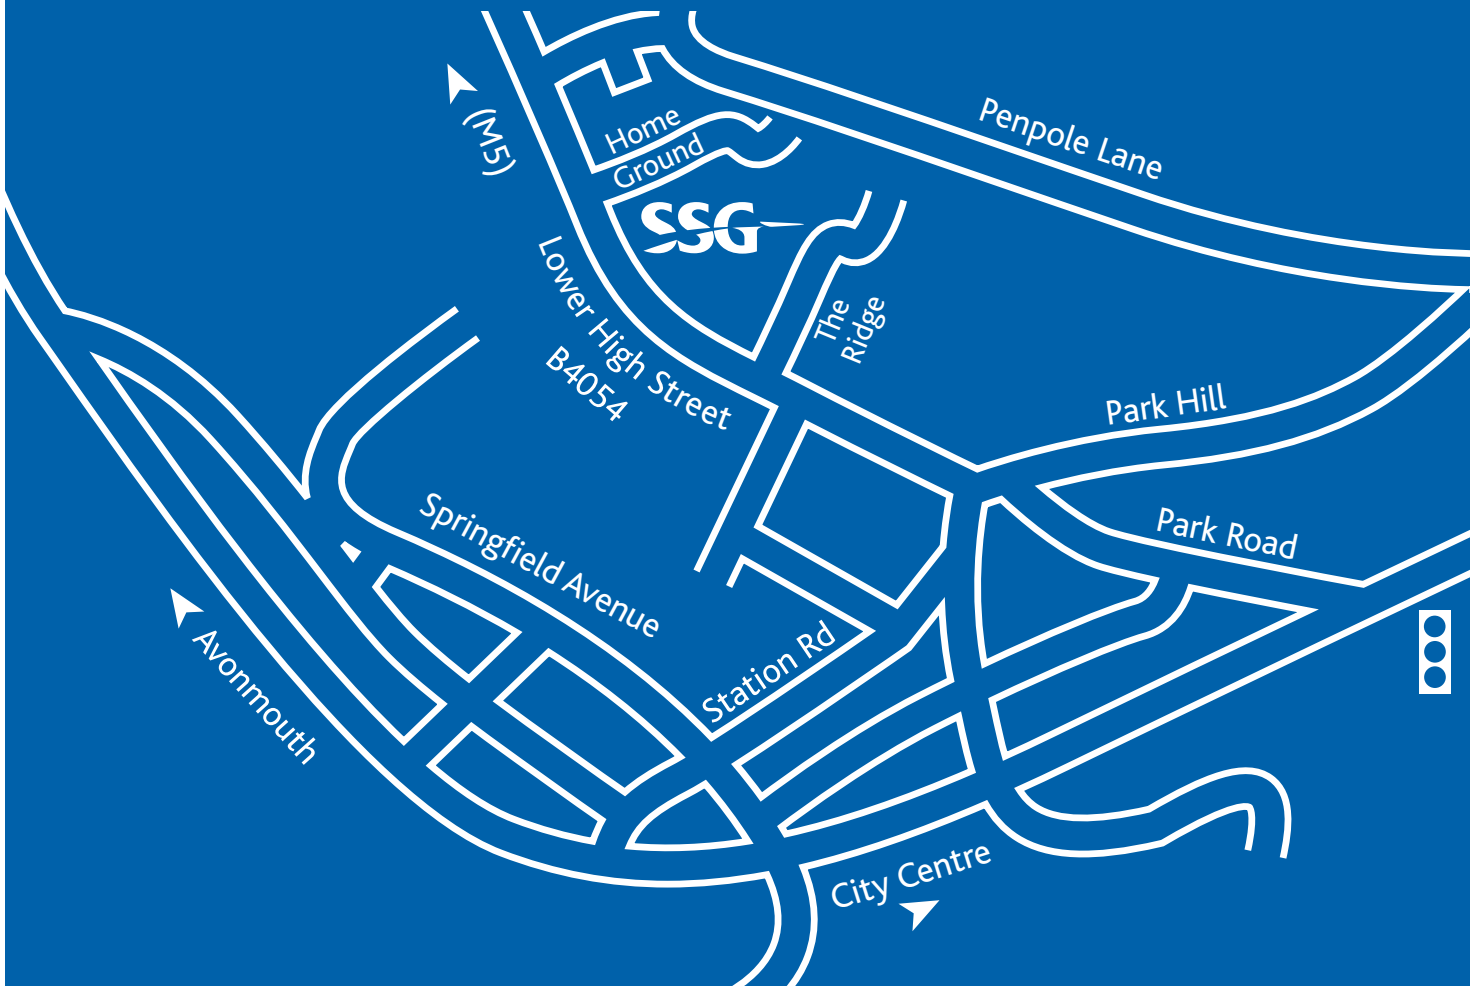 (M5)
Home
Ground
Penpole Lane
SSG
Lower High Street
B4054
The
Ridge
Park Hill
Park Road
Springfield Avenue
Station Rd
Avonmouth
City Centre